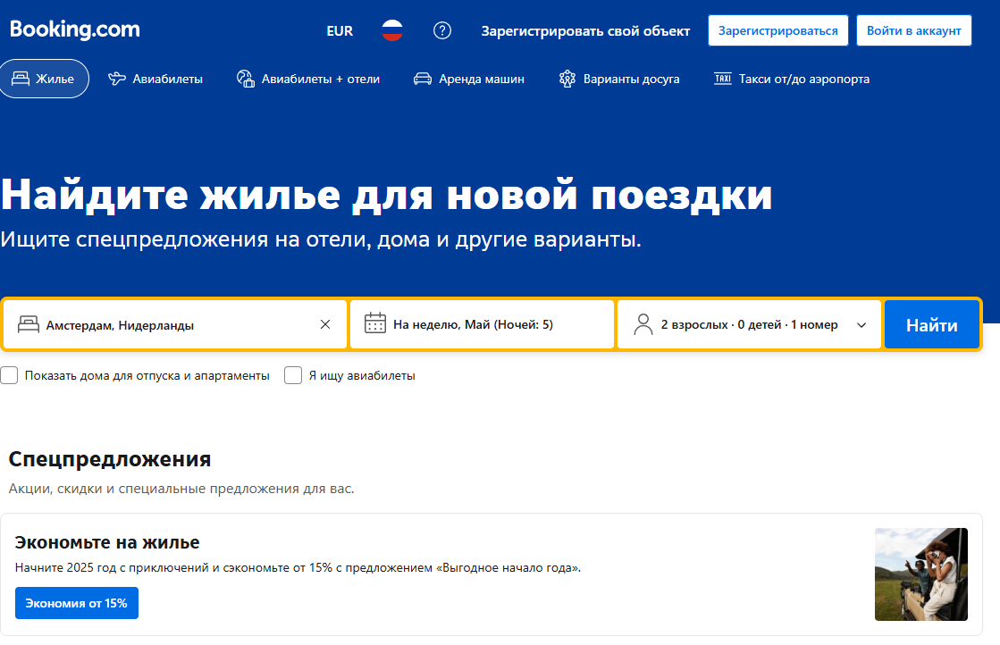 Booking.com
EUR
?
Зарегистрировать свой объект
Зарегистрироваться
Войти в аккаунт
Жилье
Авиабилеты
Авиабилеты + отели
Аренда машин
Варианты досуга
TAXI Такси от/до аэропорта
Найдите жилье для новой поездки
Ищите спецпредложения на отели, дома и другие варианты.
Амстердам, Нидерланды
На неделю, Май (Ночей: 5)
2 взрослых · 0 детей · 1 номер
Найти
Показать дома для отпуска и апартаменты
Я ищу авиабилеты
Спецпредложения
Акции, скидки и специальные предложения для вас.
Экономьте на жилье
Начните 2025 год с приключений и сэкономьте от 15% с предложением «Выгодное начало года».
Экономия от 15%